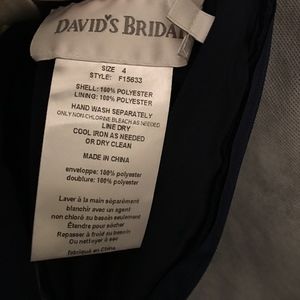 DAVID'S BRIDAL
SIZE 4
STYLE: F15633
SHELL: 100% POLYESTER
LINING: 100% POLYESTER
HAND WASH SEPARATELY
ONLY NON-CHLORINE BLEACH AS NEEDED
LINE DRY
COOL IRON AS NEEDED
OR DRY CLEAN
MADE IN CHINA
enveloppe: 100% polyester
doublure: 100% polyester
Laver à la main séparément
blanchir avec un agent
non chloré au besoin seulement
Étendre pour sécher
Repasser à froid au besoin
Ou nettoyer à sec
fabriqué en Chine